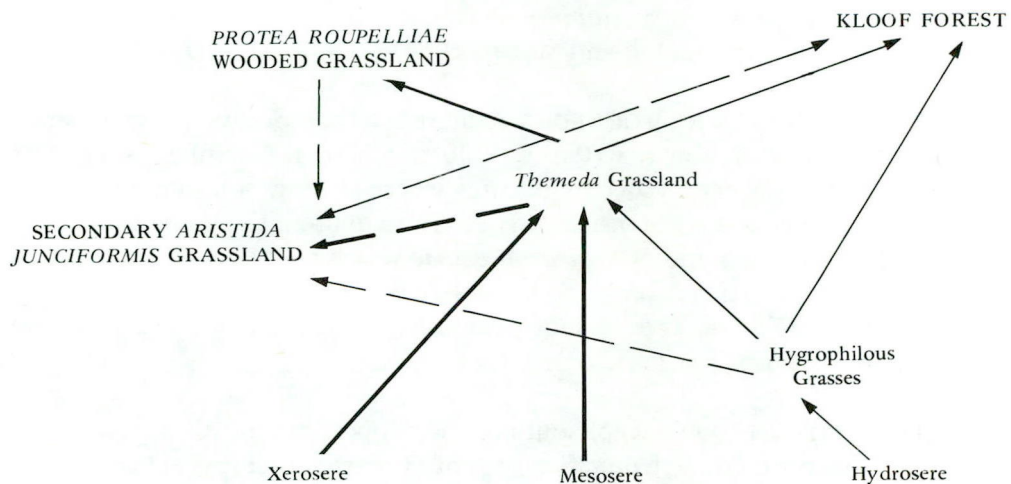 KLOOF FOREST
PROTEA ROUPELLIAE
WOODED GRASSLAND
Themeda Grassland
SECONDARY ARISTIDA
JUNCIFORMIS GRASSLAND
Hygrophilous
Grasses
Xerosere
Mesosere
Hydrosere